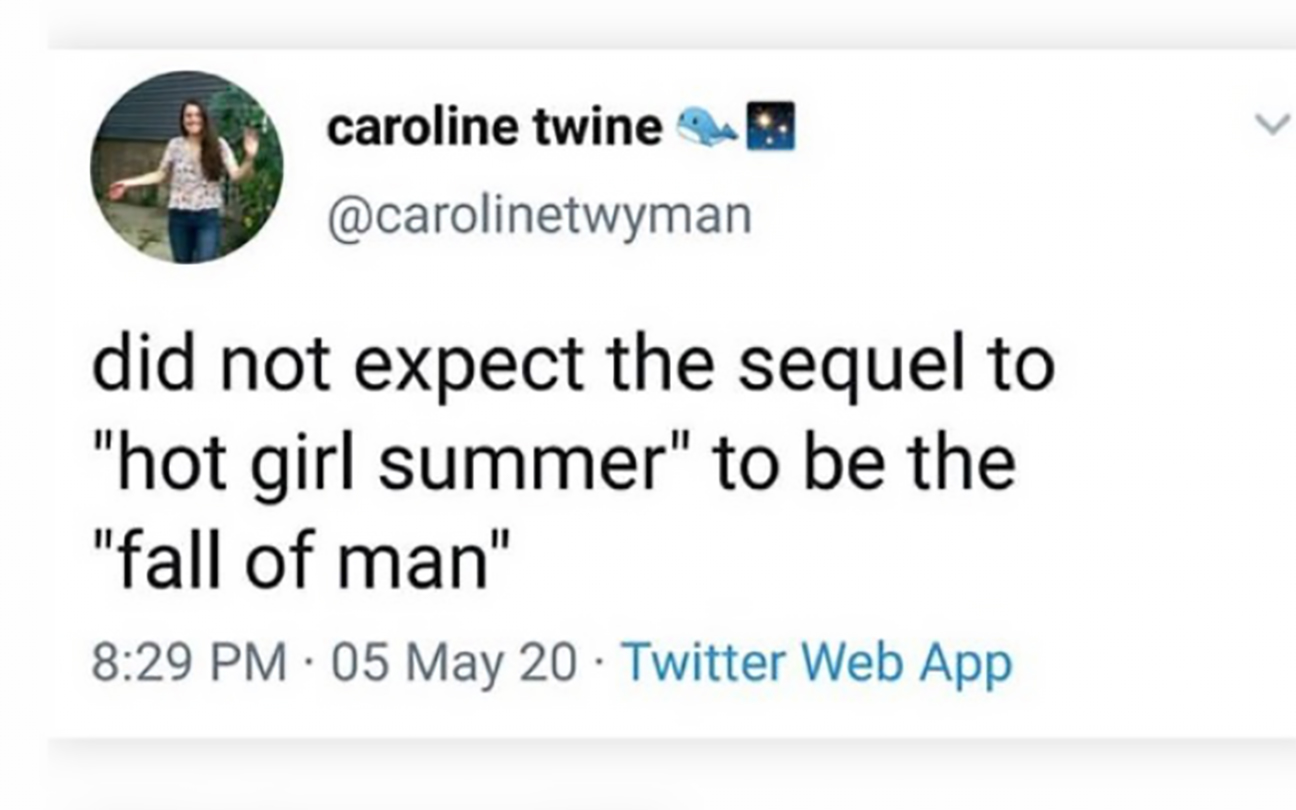 caroline twine 🐳🎇
@carolinetwyman
did not expect the sequel to
"hot girl summer" to be the
"fall of man"
8:29 PM · 05 May 20 · Twitter Web App